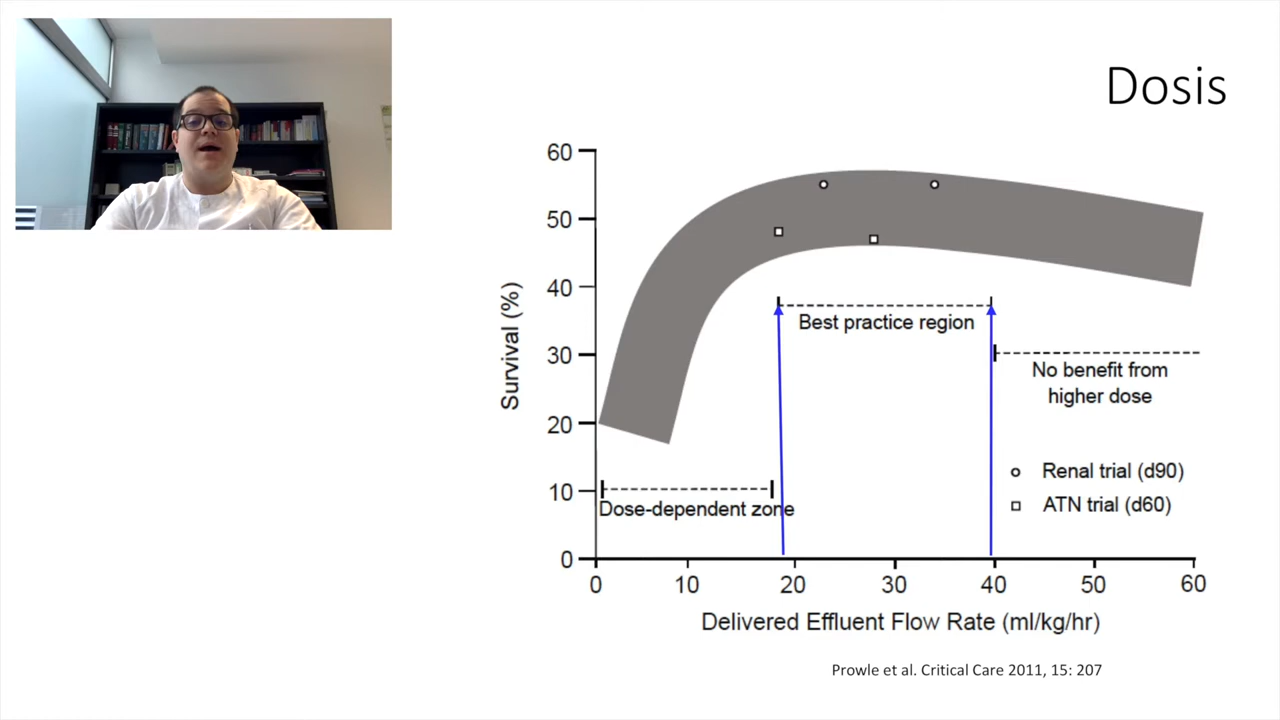 Dosis
60
50
40
30
20
10
0
Survival (%)
Best practice region
No benefit from
higher dose
Renal trial (d90)
ATN trial (d60)
Dose-dependent zone
0 10 20 30 40 50 60
Delivered Effluent Flow Rate (ml/kg/hr)
Prowle et al. Critical Care 2011, 15: 207